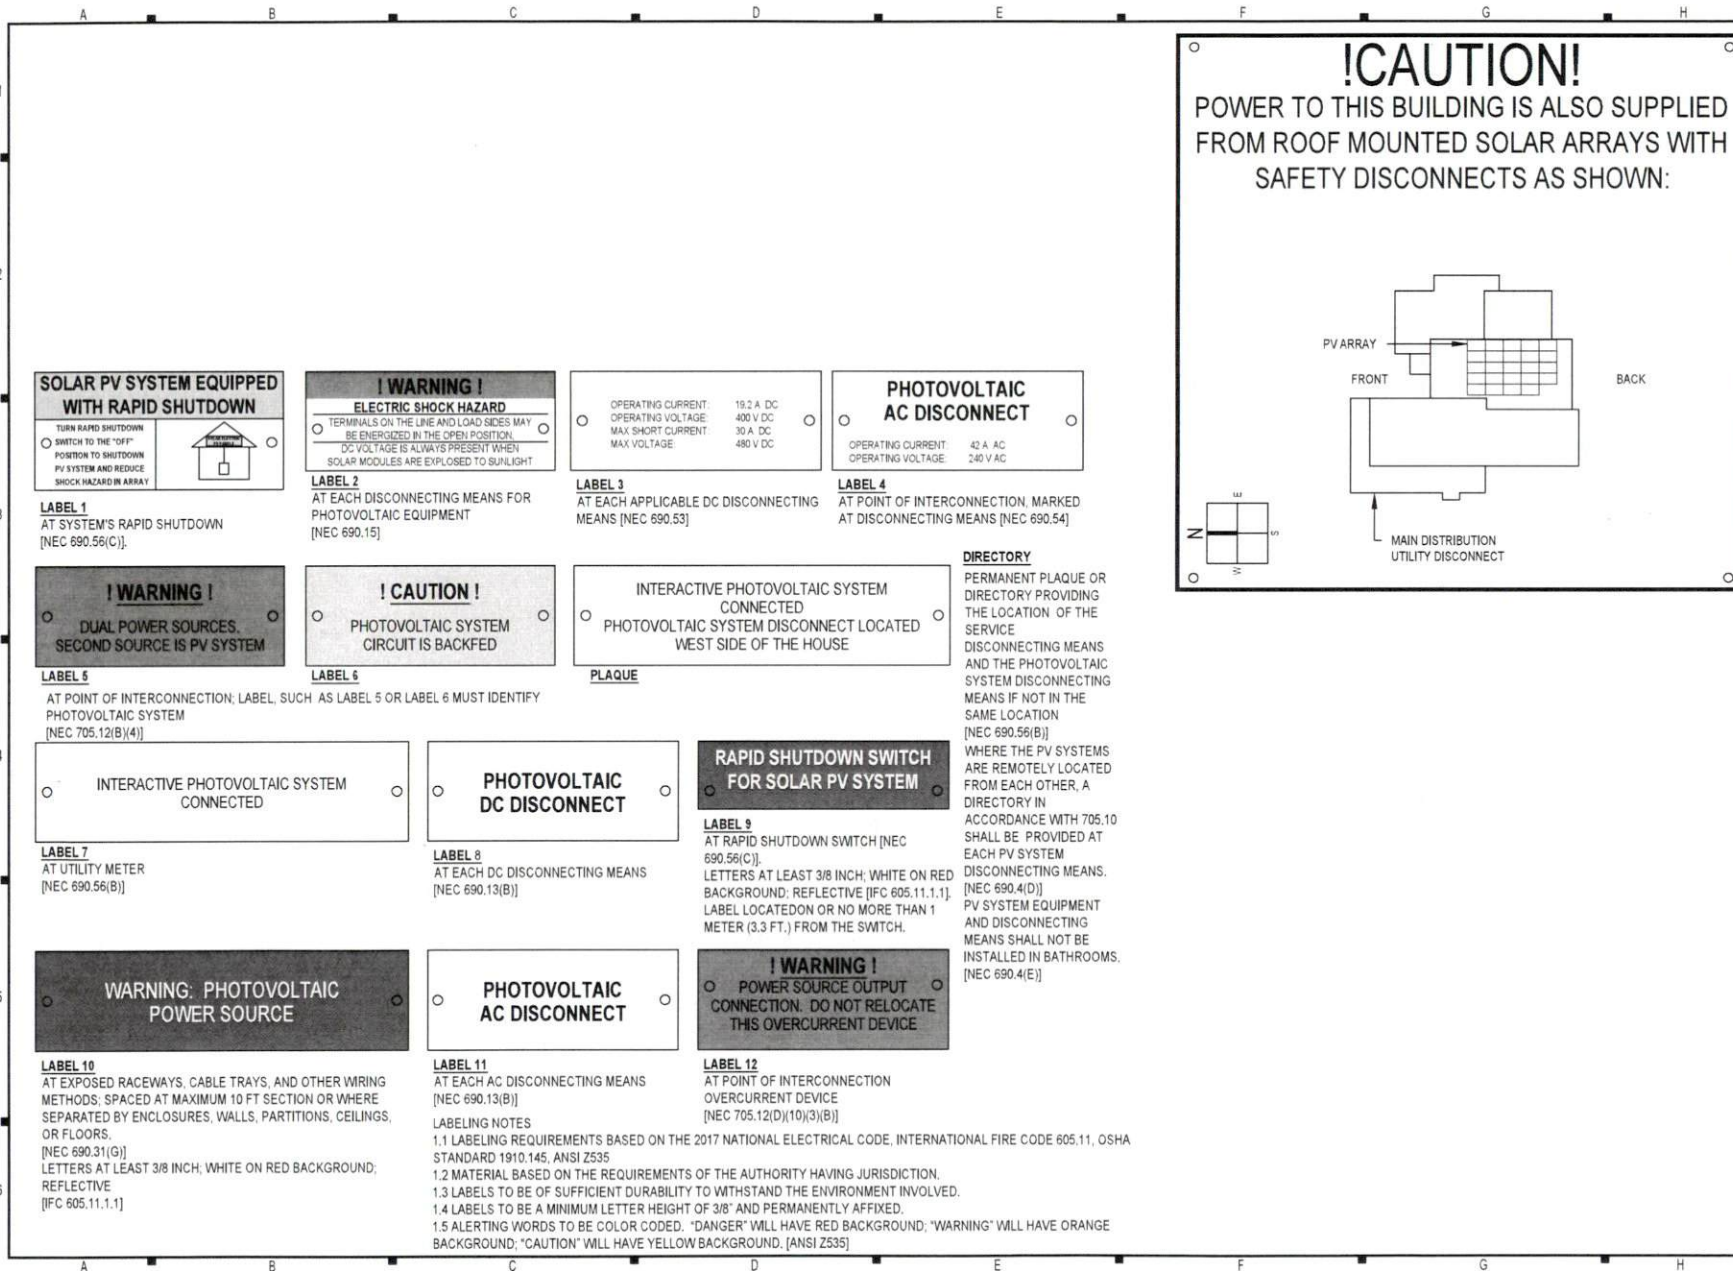 A B C D E F G H
!CAUTION!
POWER TO THIS BUILDING IS ALSO SUPPLIED
FROM ROOF MOUNTED SOLAR ARRAYS WITH
SAFETY DISCONNECTS AS SHOWN:
PV ARRAY
FRONT
BACK
MAIN DISTRIBUTION
UTILITY DISCONNECT
N
E
S
W
SOLAR PV SYSTEM EQUIPPED
WITH RAPID SHUTDOWN
TURN RAPID SHUTDOWN
SWITCH TO THE "OFF"
POSITION TO SHUTDOWN
PV SYSTEM AND REDUCE
SHOCK HAZARD IN ARRAY
LABEL 1
AT SYSTEM'S RAPID SHUTDOWN
[NEC 690.56(C)].
! WARNING !
ELECTRIC SHOCK HAZARD
TERMINALS ON THE LINE AND LOAD SIDES MAY
BE ENERGIZED IN THE OPEN POSITION.
DC VOLTAGE IS ALWAYS PRESENT WHEN
SOLAR MODULES ARE EXPLOSED TO SUNLIGHT
LABEL 2
AT EACH DISCONNECTING MEANS FOR
PHOTOVOLTAIC EQUIPMENT
[NEC 690.15]
OPERATING CURRENT: 19.2 A DC
OPERATING VOLTAGE: 400 V DC
MAX SHORT CURRENT: 30 A DC
MAX VOLTAGE: 480 V DC
LABEL 3
AT EACH APPLICABLE DC DISCONNECTING
MEANS [NEC 690.53]
PHOTOVOLTAIC
AC DISCONNECT
OPERATING CURRENT: 42 A AC
OPERATING VOLTAGE: 240 V AC
LABEL 4
AT POINT OF INTERCONNECTION, MARKED
AT DISCONNECTING MEANS [NEC 690.54]
! WARNING !
DUAL POWER SOURCES.
SECOND SOURCE IS PV SYSTEM
LABEL 5
! CAUTION !
PHOTOVOLTAIC SYSTEM
CIRCUIT IS BACKFED
LABEL 6
AT POINT OF INTERCONNECTION; LABEL, SUCH AS LABEL 5 OR LABEL 6 MUST IDENTIFY
PHOTOVOLTAIC SYSTEM
[NEC 705.12(B)(4)]
INTERACTIVE PHOTOVOLTAIC SYSTEM
CONNECTED
PHOTOVOLTAIC SYSTEM DISCONNECT LOCATED
WEST SIDE OF THE HOUSE
PLAQUE
DIRECTORY
PERMANENT PLAQUE OR
DIRECTORY PROVIDING
THE LOCATION OF THE
SERVICE
DISCONNECTING MEANS
AND THE PHOTOVOLTAIC
SYSTEM DISCONNECTING
MEANS IF NOT IN THE
SAME LOCATION
[NEC 690.56(B)]
WHERE THE PV SYSTEMS
ARE REMOTELY LOCATED
FROM EACH OTHER, A
DIRECTORY IN
ACCORDANCE WITH 705.10
SHALL BE PROVIDED AT
EACH PV SYSTEM
DISCONNECTING MEANS.
[NEC 690.4(D)]
PV SYSTEM EQUIPMENT
AND DISCONNECTING
MEANS SHALL NOT BE
INSTALLED IN BATHROOMS.
[NEC 690.4(E)]
INTERACTIVE PHOTOVOLTAIC SYSTEM
CONNECTED
LABEL 7
AT UTILITY METER
[NEC 690.56(B)]
PHOTOVOLTAIC
DC DISCONNECT
LABEL 8
AT EACH DC DISCONNECTING MEANS
[NEC 690.13(B)]
RAPID SHUTDOWN SWITCH
FOR SOLAR PV SYSTEM
LABEL 9
AT RAPID SHUTDOWN SWITCH [NEC
690.56(C)].
LETTERS AT LEAST 3/8 INCH; WHITE ON RED
BACKGROUND; REFLECTIVE [IFC 605.11.1.1].
LABEL LOCATEDON OR NO MORE THAN 1
METER (3.3 FT.) FROM THE SWITCH.
WARNING: PHOTOVOLTAIC
POWER SOURCE
LABEL 10
AT EXPOSED RACEWAYS, CABLE TRAYS, AND OTHER WIRING
METHODS; SPACED AT MAXIMUM 10 FT SECTION OR WHERE
SEPARATED BY ENCLOSURES, WALLS, PARTITIONS, CEILINGS,
OR FLOORS.
[NEC 690.31(G)]
LETTERS AT LEAST 3/8 INCH; WHITE ON RED BACKGROUND;
REFLECTIVE
[IFC 605.11.1.1]
PHOTOVOLTAIC
AC DISCONNECT
LABEL 11
AT EACH AC DISCONNECTING MEANS
[NEC 690.13(B)]
! WARNING !
POWER SOURCE OUTPUT
CONNECTION. DO NOT RELOCATE
THIS OVERCURRENT DEVICE
LABEL 12
AT POINT OF INTERCONNECTION
OVERCURRENT DEVICE
[NEC 705.12(D)(10)(3)(B)]
LABELING NOTES
1.1 LABELING REQUIREMENTS BASED ON THE 2017 NATIONAL ELECTRICAL CODE, INTERNATIONAL FIRE CODE 605.11, OSHA
STANDARD 1910.145, ANSI Z535
1.2 MATERIAL BASED ON THE REQUIREMENTS OF THE AUTHORITY HAVING JURISDICTION.
1.3 LABELS TO BE OF SUFFICIENT DURABILITY TO WITHSTAND THE ENVIRONMENT INVOLVED.
1.4 LABELS TO BE A MINIMUM LETTER HEIGHT OF 3/8" AND PERMANENTLY AFFIXED.
1.5 ALERTING WORDS TO BE COLOR CODED. "DANGER" WILL HAVE RED BACKGROUND; "WARNING" WILL HAVE ORANGE
BACKGROUND; "CAUTION" WILL HAVE YELLOW BACKGROUND. [ANSI Z535]
A B C D E F G H